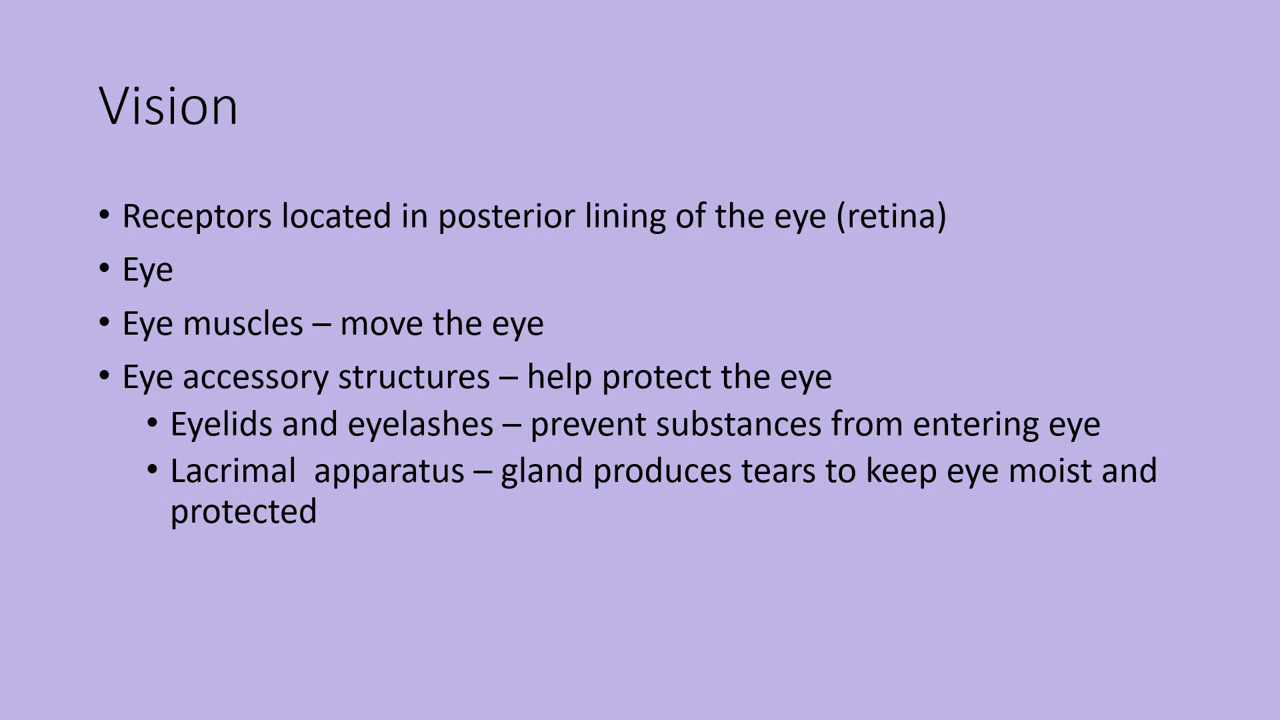 Vision
• Receptors located in posterior lining of the eye (retina)
• Eye
• Eye muscles – move the eye
• Eye accessory structures – help protect the eye
• Eyelids and eyelashes – prevent substances from entering eye
• Lacrimal  apparatus – gland produces tears to keep eye moist and
protected